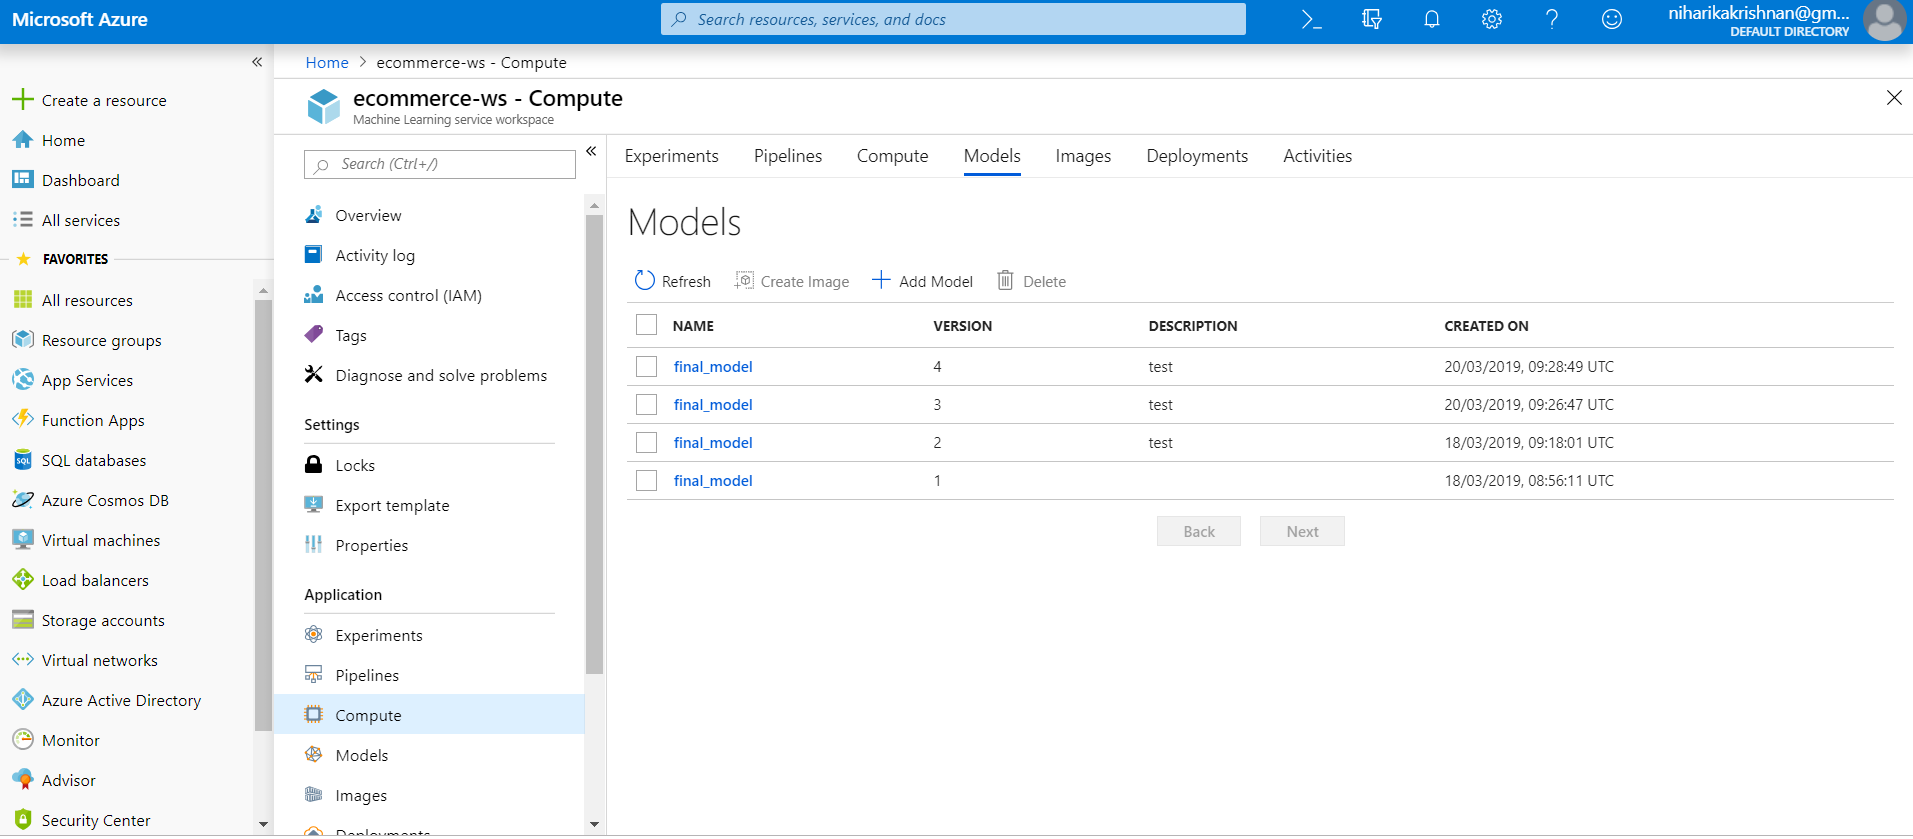 Microsoft Azure
Search resources, services, and docs
niharikakrishnan@gm...
DEFAULT DIRECTORY
Create a resource
Home
Dashboard
All services
FAVORITES
All resources
Resource groups
App Services
Function Apps
SQL databases
Azure Cosmos DB
Virtual machines
Load balancers
Storage accounts
Virtual networks
Azure Active Directory
Monitor
Advisor
Security Center
Home > ecommerce-ws - Compute
ecommerce-ws - Compute
Machine Learning service workspace
Search (Ctrl+/)
Overview
Activity log
Access control (IAM)
Tags
Diagnose and solve problems
Settings
Locks
Export template
Properties
Application
Experiments
Pipelines
Compute
Models
Images
Deployments
Experiments Pipelines Compute Models Images Deployments Activities
Models
Refresh Create Image Add Model Delete
NAME VERSION DESCRIPTION CREATED ON
final_model 4 test 20/03/2019, 09:28:49 UTC
final_model 3 test 20/03/2019, 09:26:47 UTC
final_model 2 test 18/03/2019, 09:18:01 UTC
final_model 1 18/03/2019, 08:56:11 UTC
Back Next